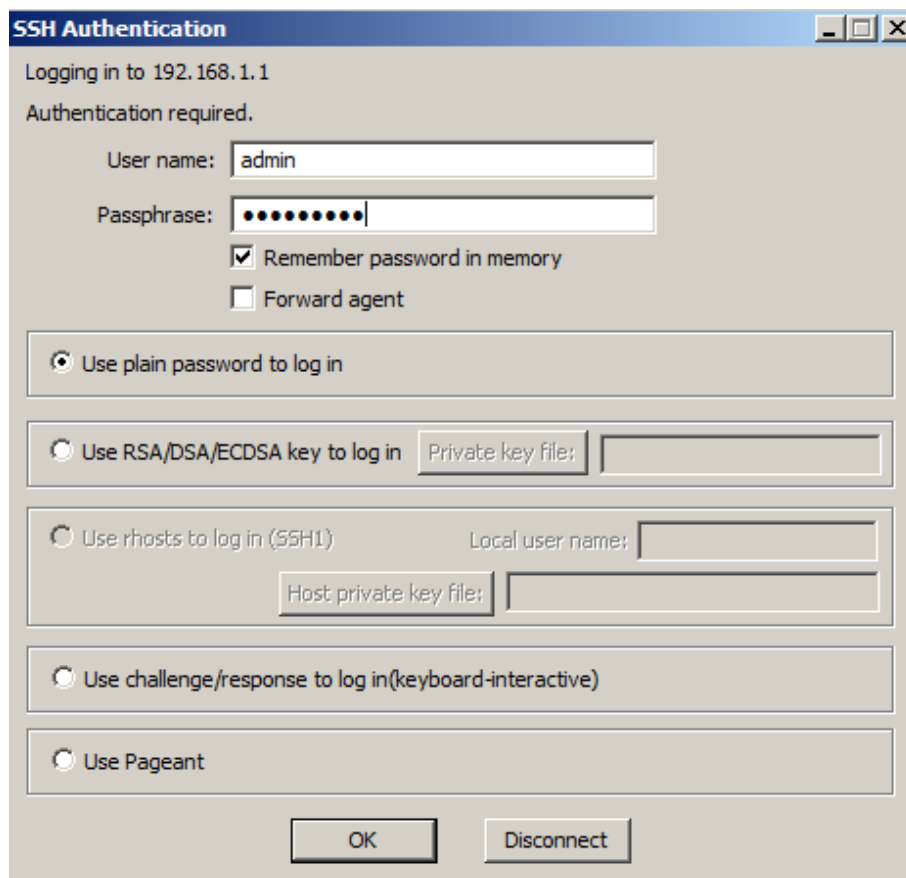 SSH Authentication
Logging in to 192.168.1.1
Authentication required.
User name: admin
Passphrase: ●●●●●●●●●
Remember password in memory
Forward agent
Use plain password to log in
Use RSA/DSA/ECDSA key to log in Private key file:
Use rhosts to log in (SSH1) Local user name:
Host private key file:
Use challenge/response to log in(keyboard-interactive)
Use Pageant
OK Disconnect